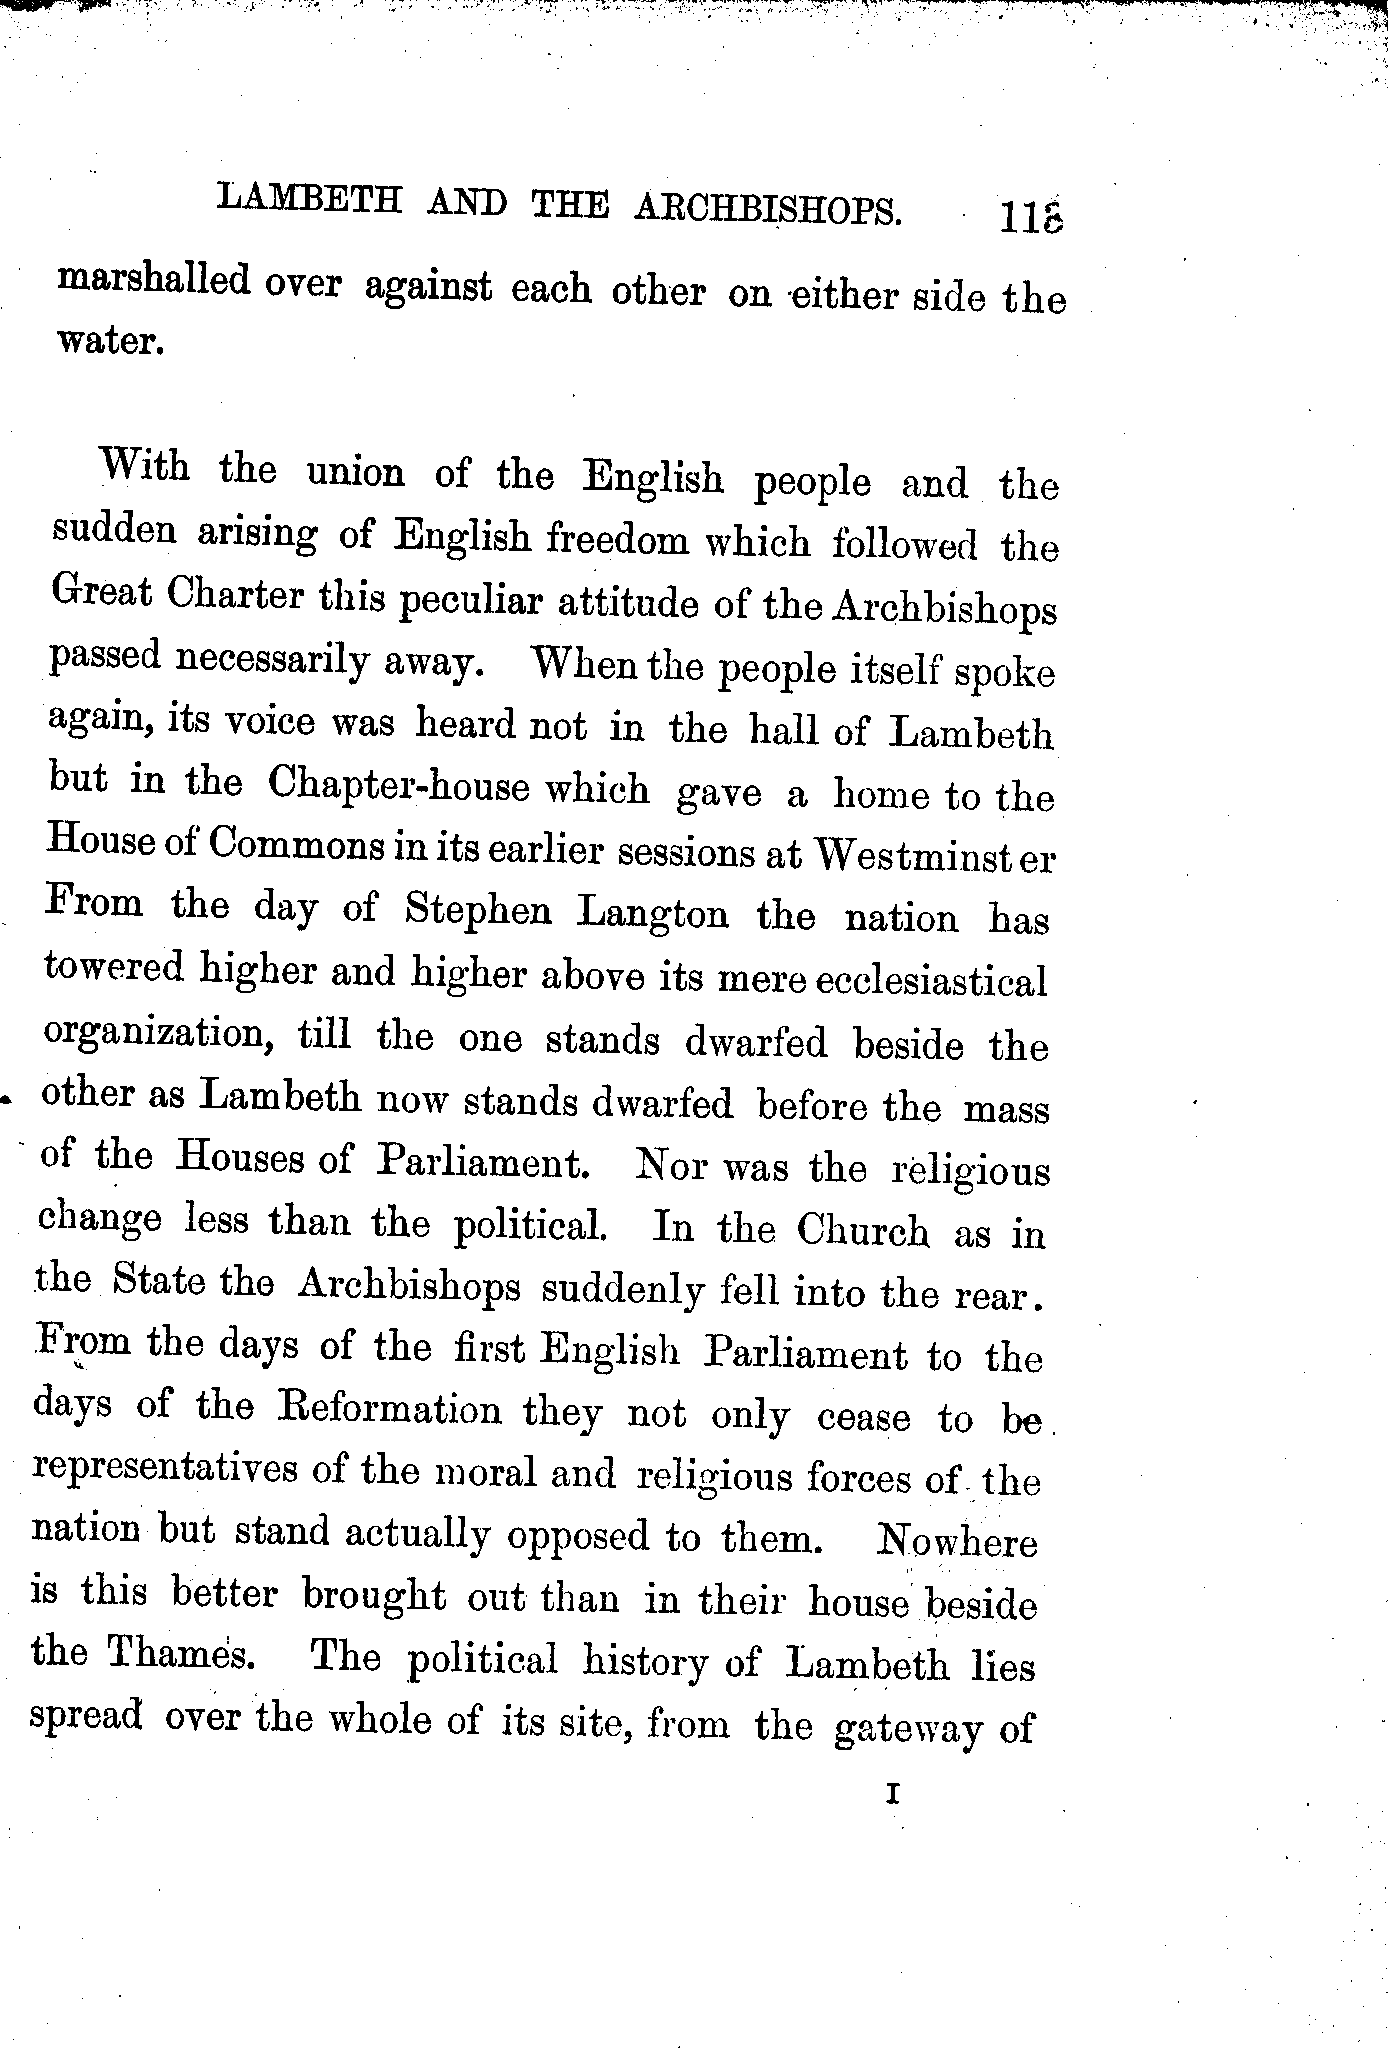 LAMBETH AND THE ARCHBISHOPS. 113
marshalled over against each other on either side the
water.
With the union of the English people and the
sudden arising of English freedom which followed the
Great Charter this peculiar attitude of the Archbishops
passed necessarily away. When the people itself spoke
again, its voice was heard not in the hall of Lambeth
but in the Chapter-house which gave a home to the
House of Commons in its earlier sessions at Westminster
From the day of Stephen Langton the nation has
towered higher and higher above its mere ecclesiastical
organization, till the one stands dwarfed beside the
other as Lambeth now stands dwarfed before the mass
of the Houses of Parliament. Nor was the religious
change less than the political. In the Church as in
the State the Archbishops suddenly fell into the rear.
From the days of the first English Parliament to the
days of the Reformation they not only cease to be
representatives of the moral and religious forces of the
nation but stand actually opposed to them. Nowhere
is this better brought out than in their house beside
the Thames. The political history of Lambeth lies
spread over the whole of its site, from the gateway of
I